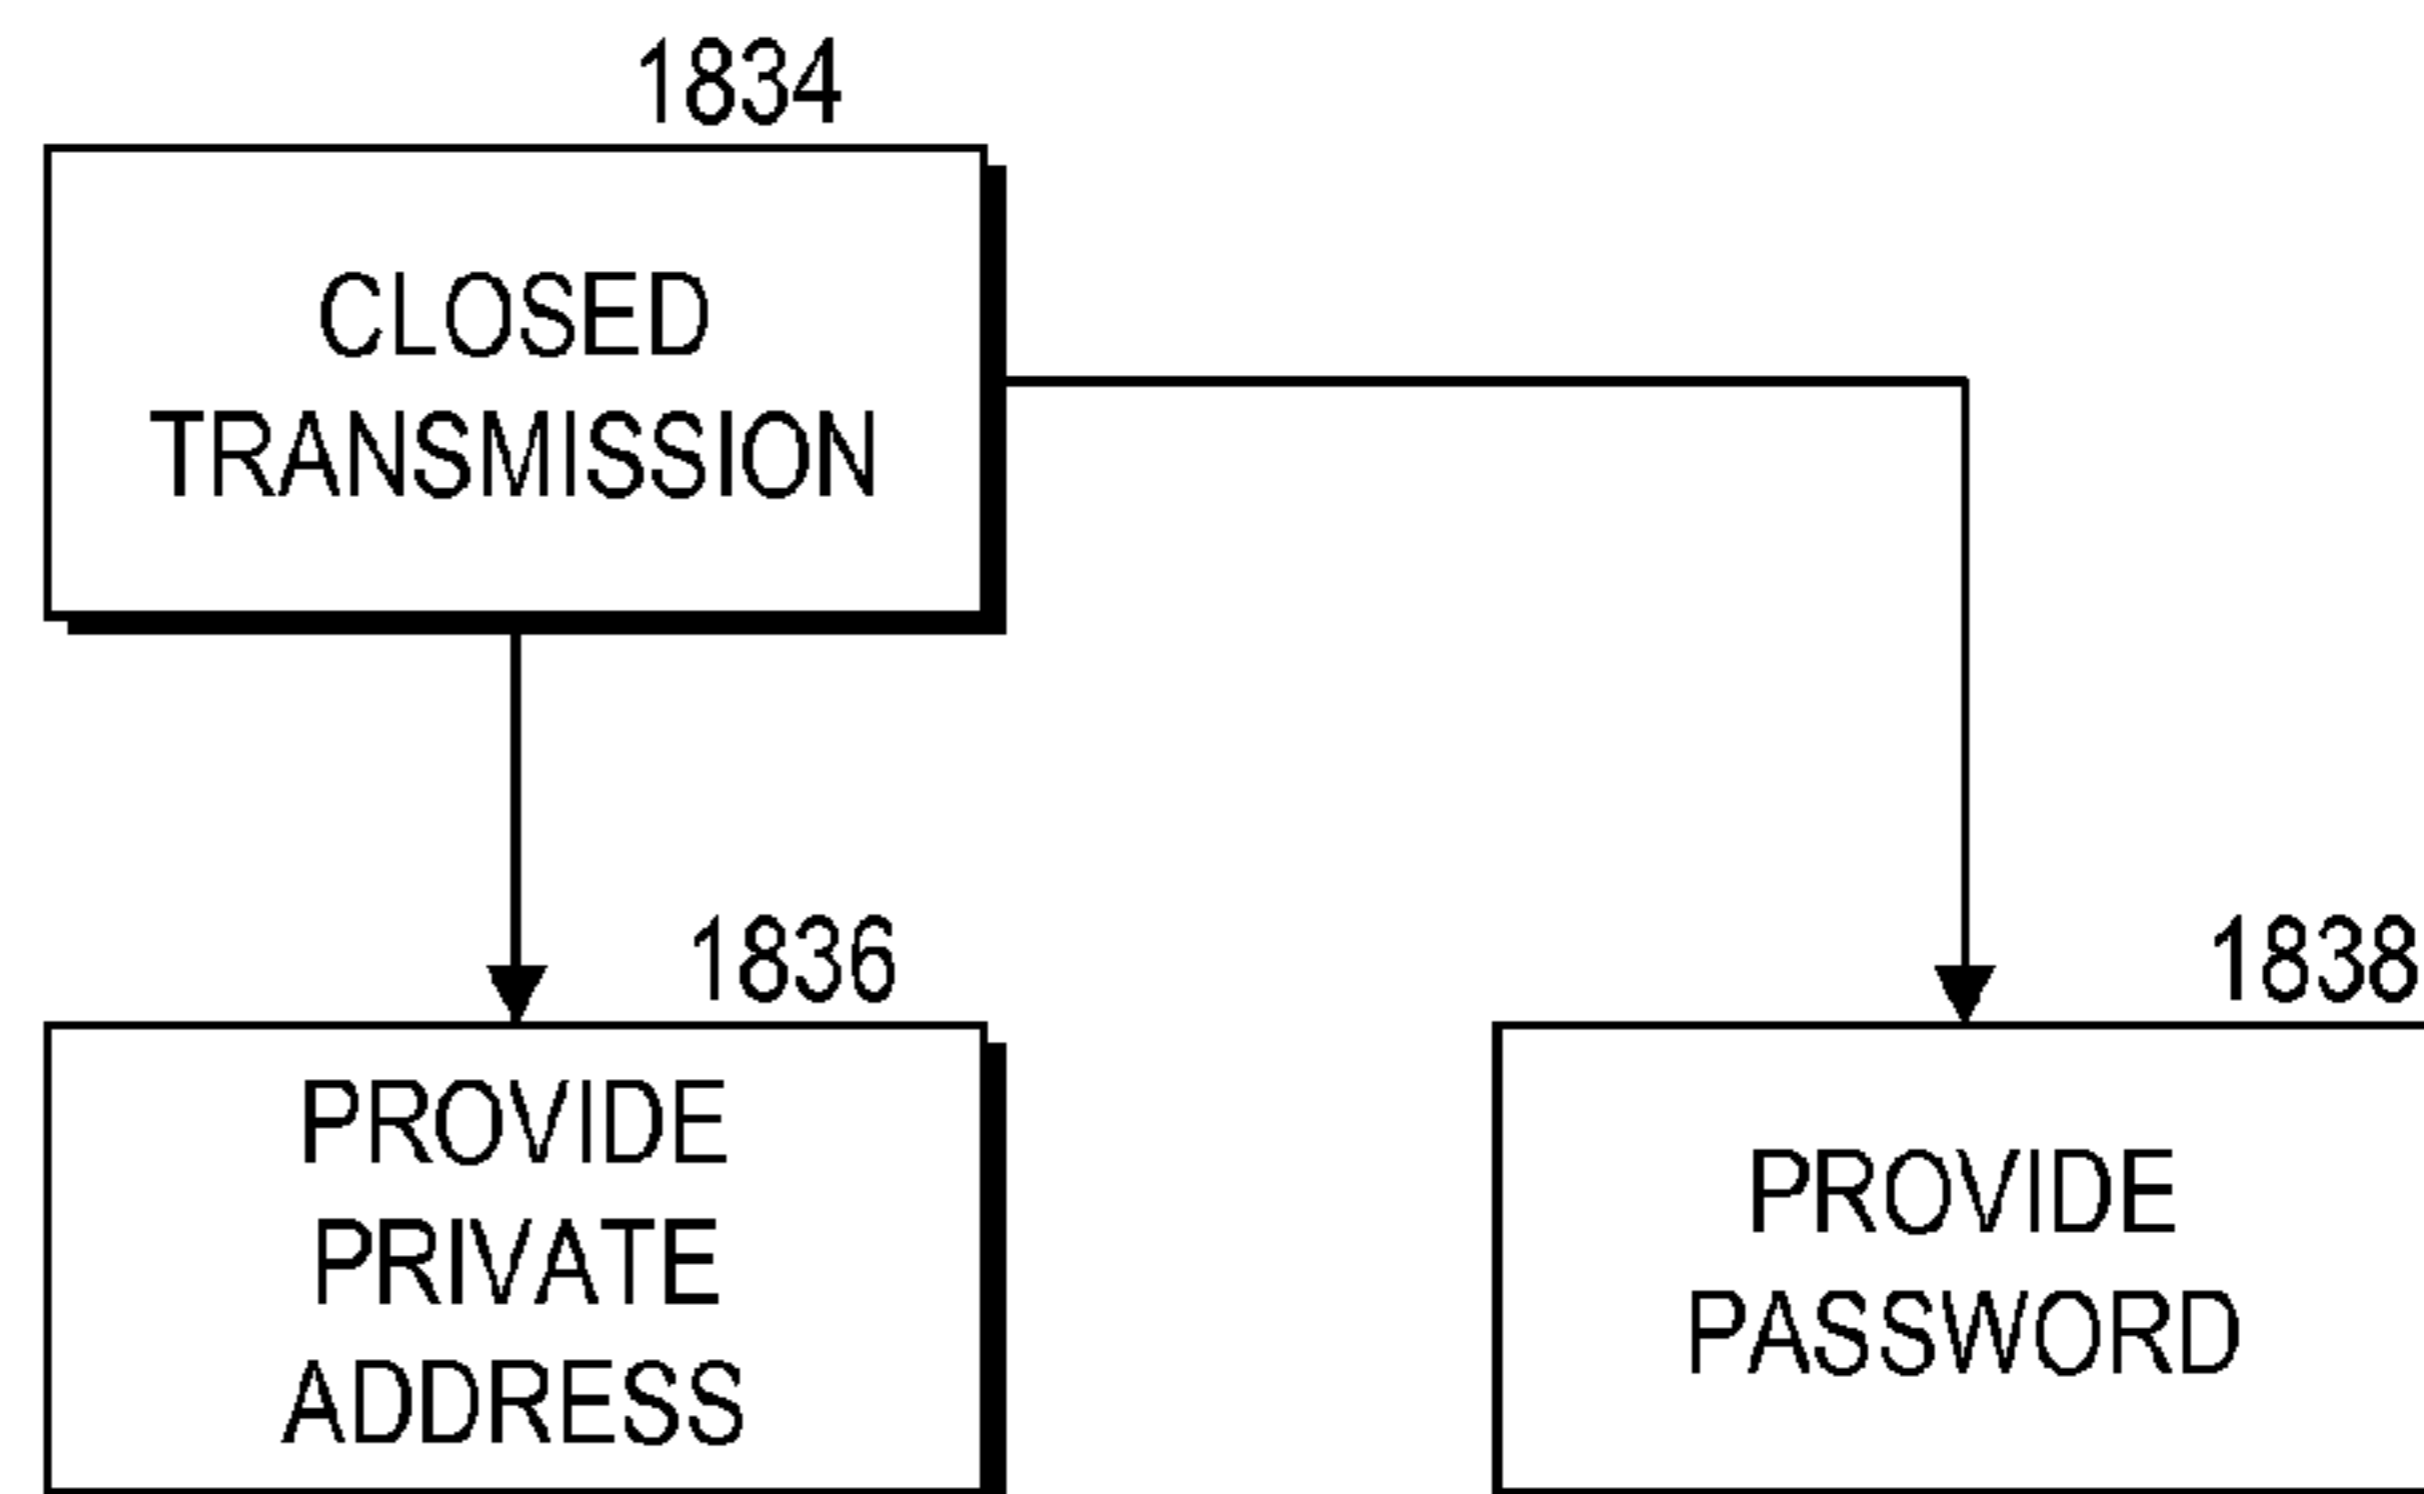 1834
CLOSED
TRANSMISSION
1836
PROVIDE
PRIVATE
ADDRESS
1838
PROVIDE
PASSWORD